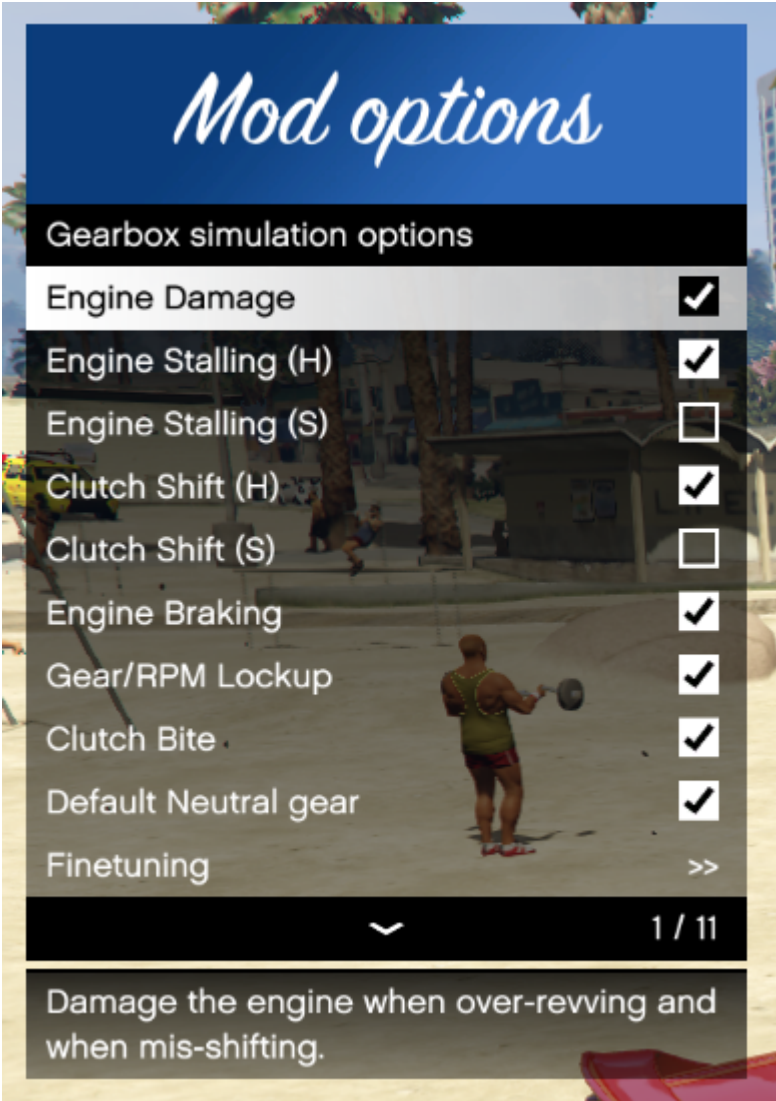 Mod options
Gearbox simulation options
Engine Damage
Engine Stalling (H)
Engine Stalling (S)
Clutch Shift (H)
Clutch Shift (S)
Engine Braking
Gear/RPM Lockup
Clutch Bite
Default Neutral gear
Finetuning >>
1 / 11
Damage the engine when over-revving and
when mis-shifting.